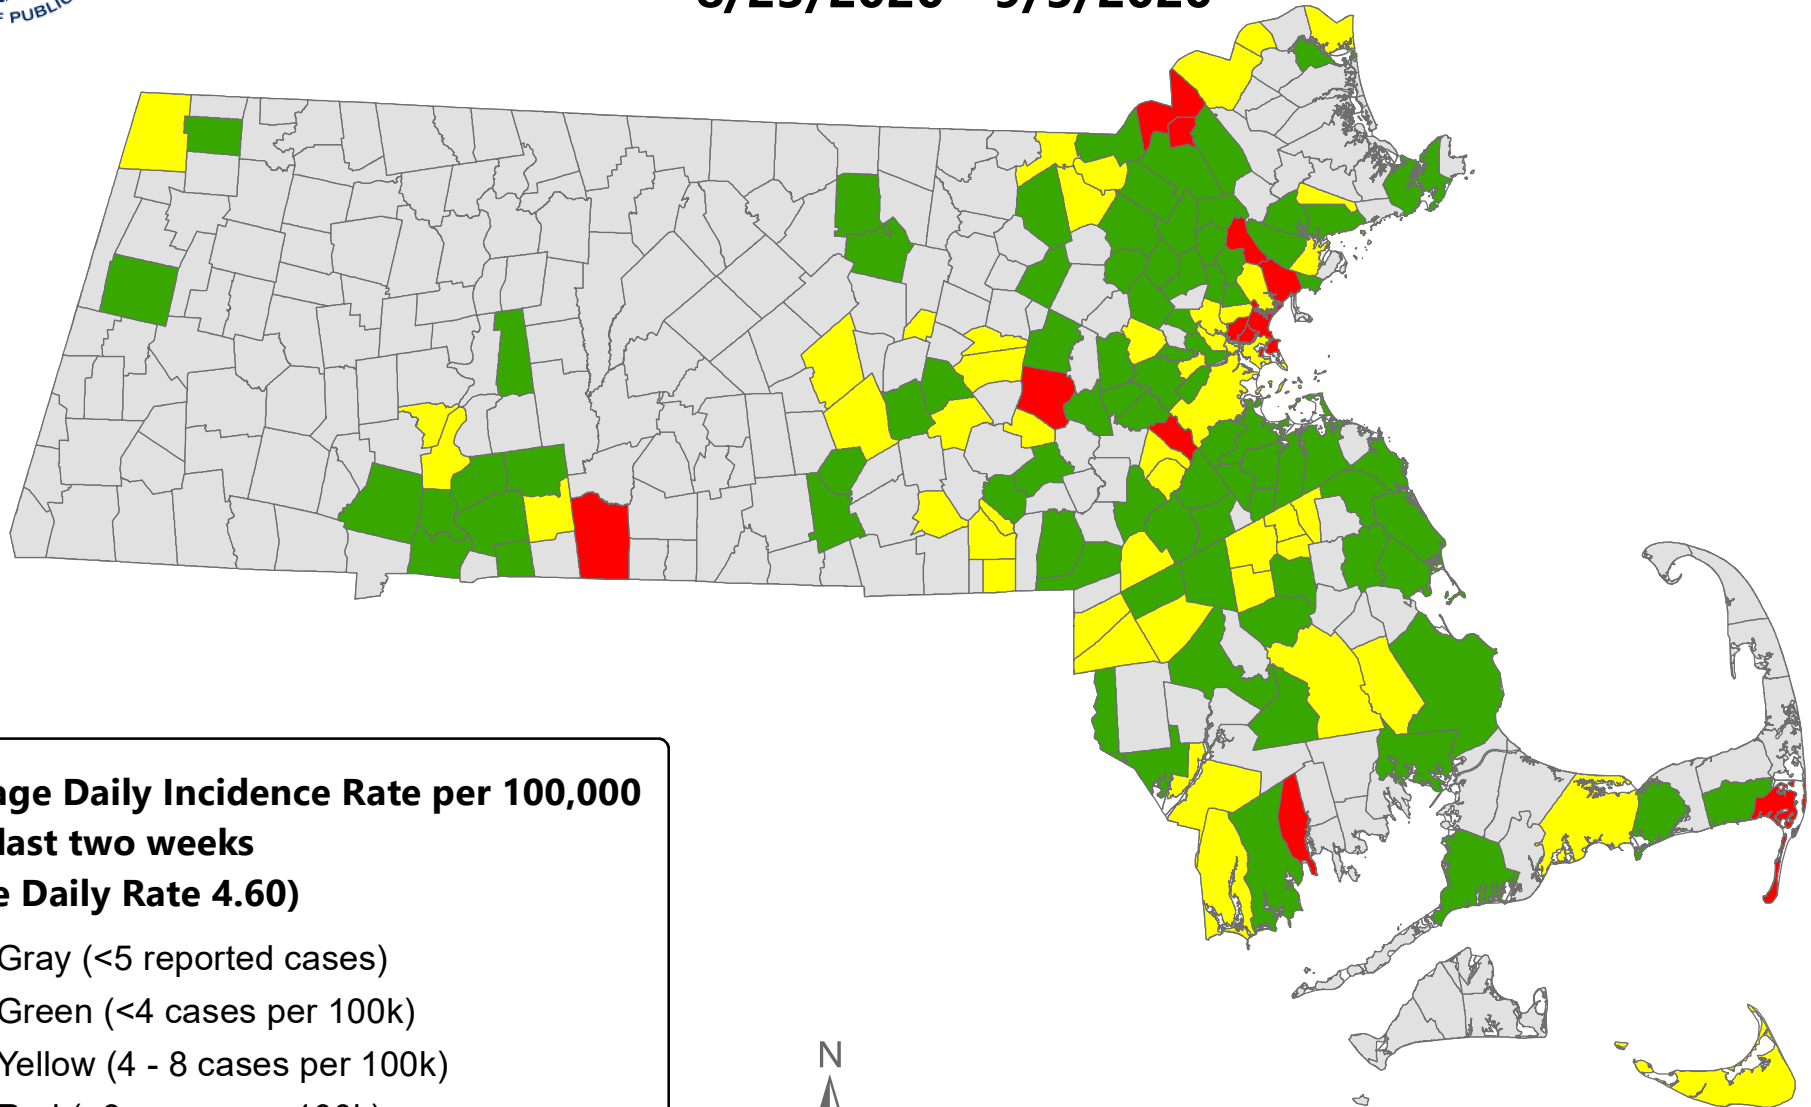 F PUBLIC
age Daily Incidence Rate per 100,000
last two weeks
e Daily Rate 4.60)
Gray (<5 reported cases)
Green (<4 cases per 100k)
Yellow (4 - 8 cases per 100k)
N